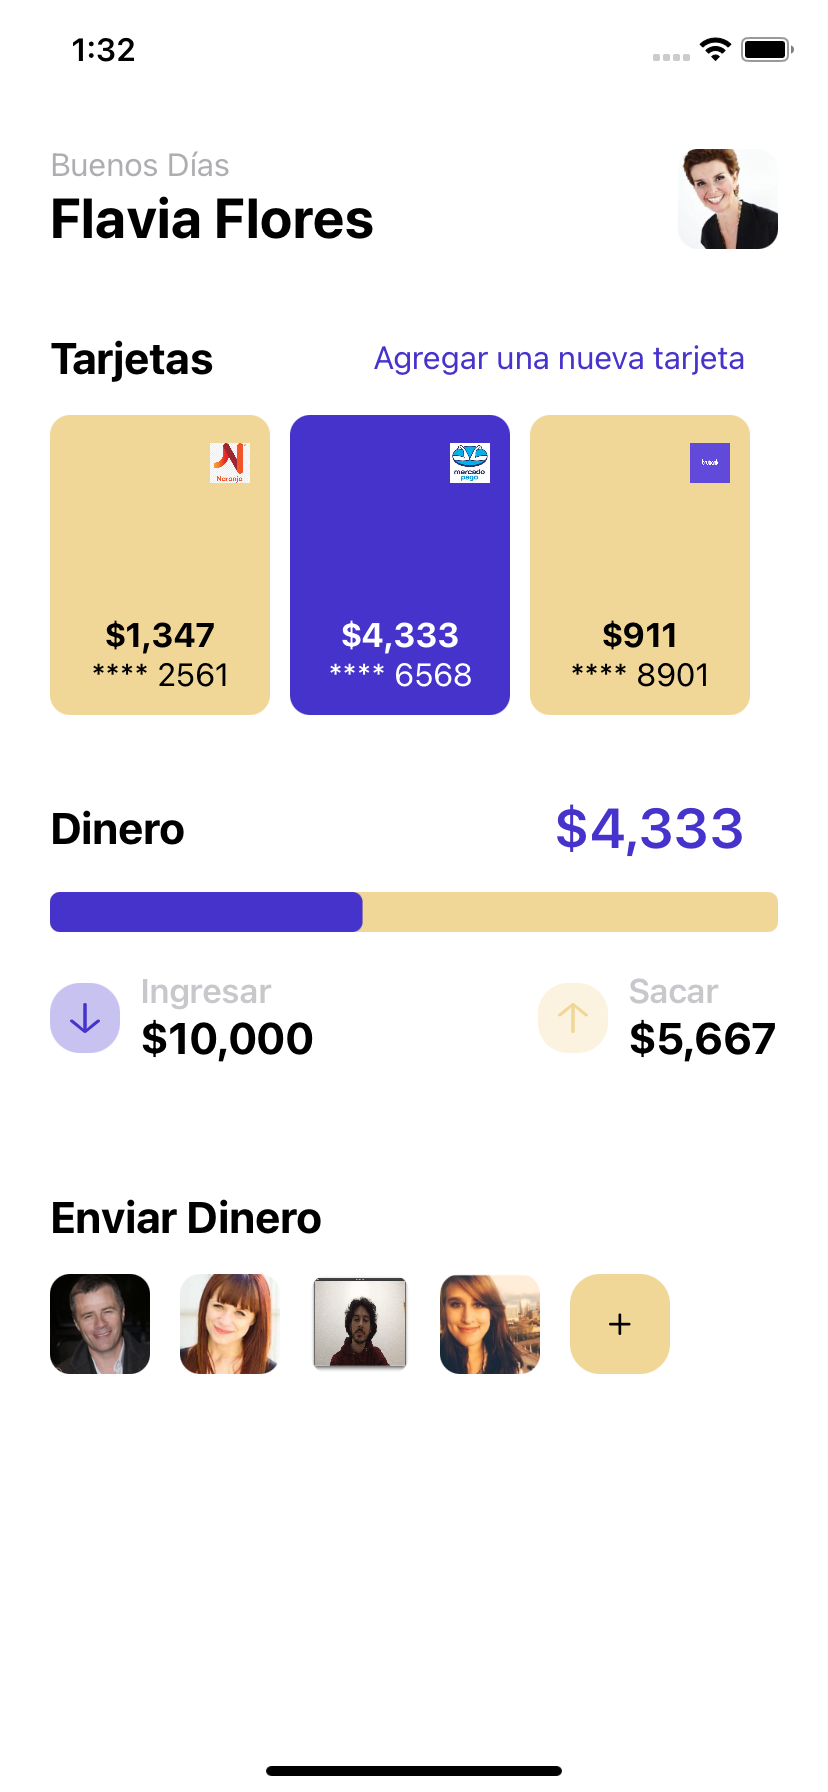 1:32
Buenos Días
Flavia Flores
Tarjetas
Agregar una nueva tarjeta
Naranja
mercado
pago
$1,347
**** 2561
$4,333
**** 6568
$911
**** 8901
Dinero
$4,333
Ingresar
$10,000
Sacar
$5,667
Enviar Dinero
+